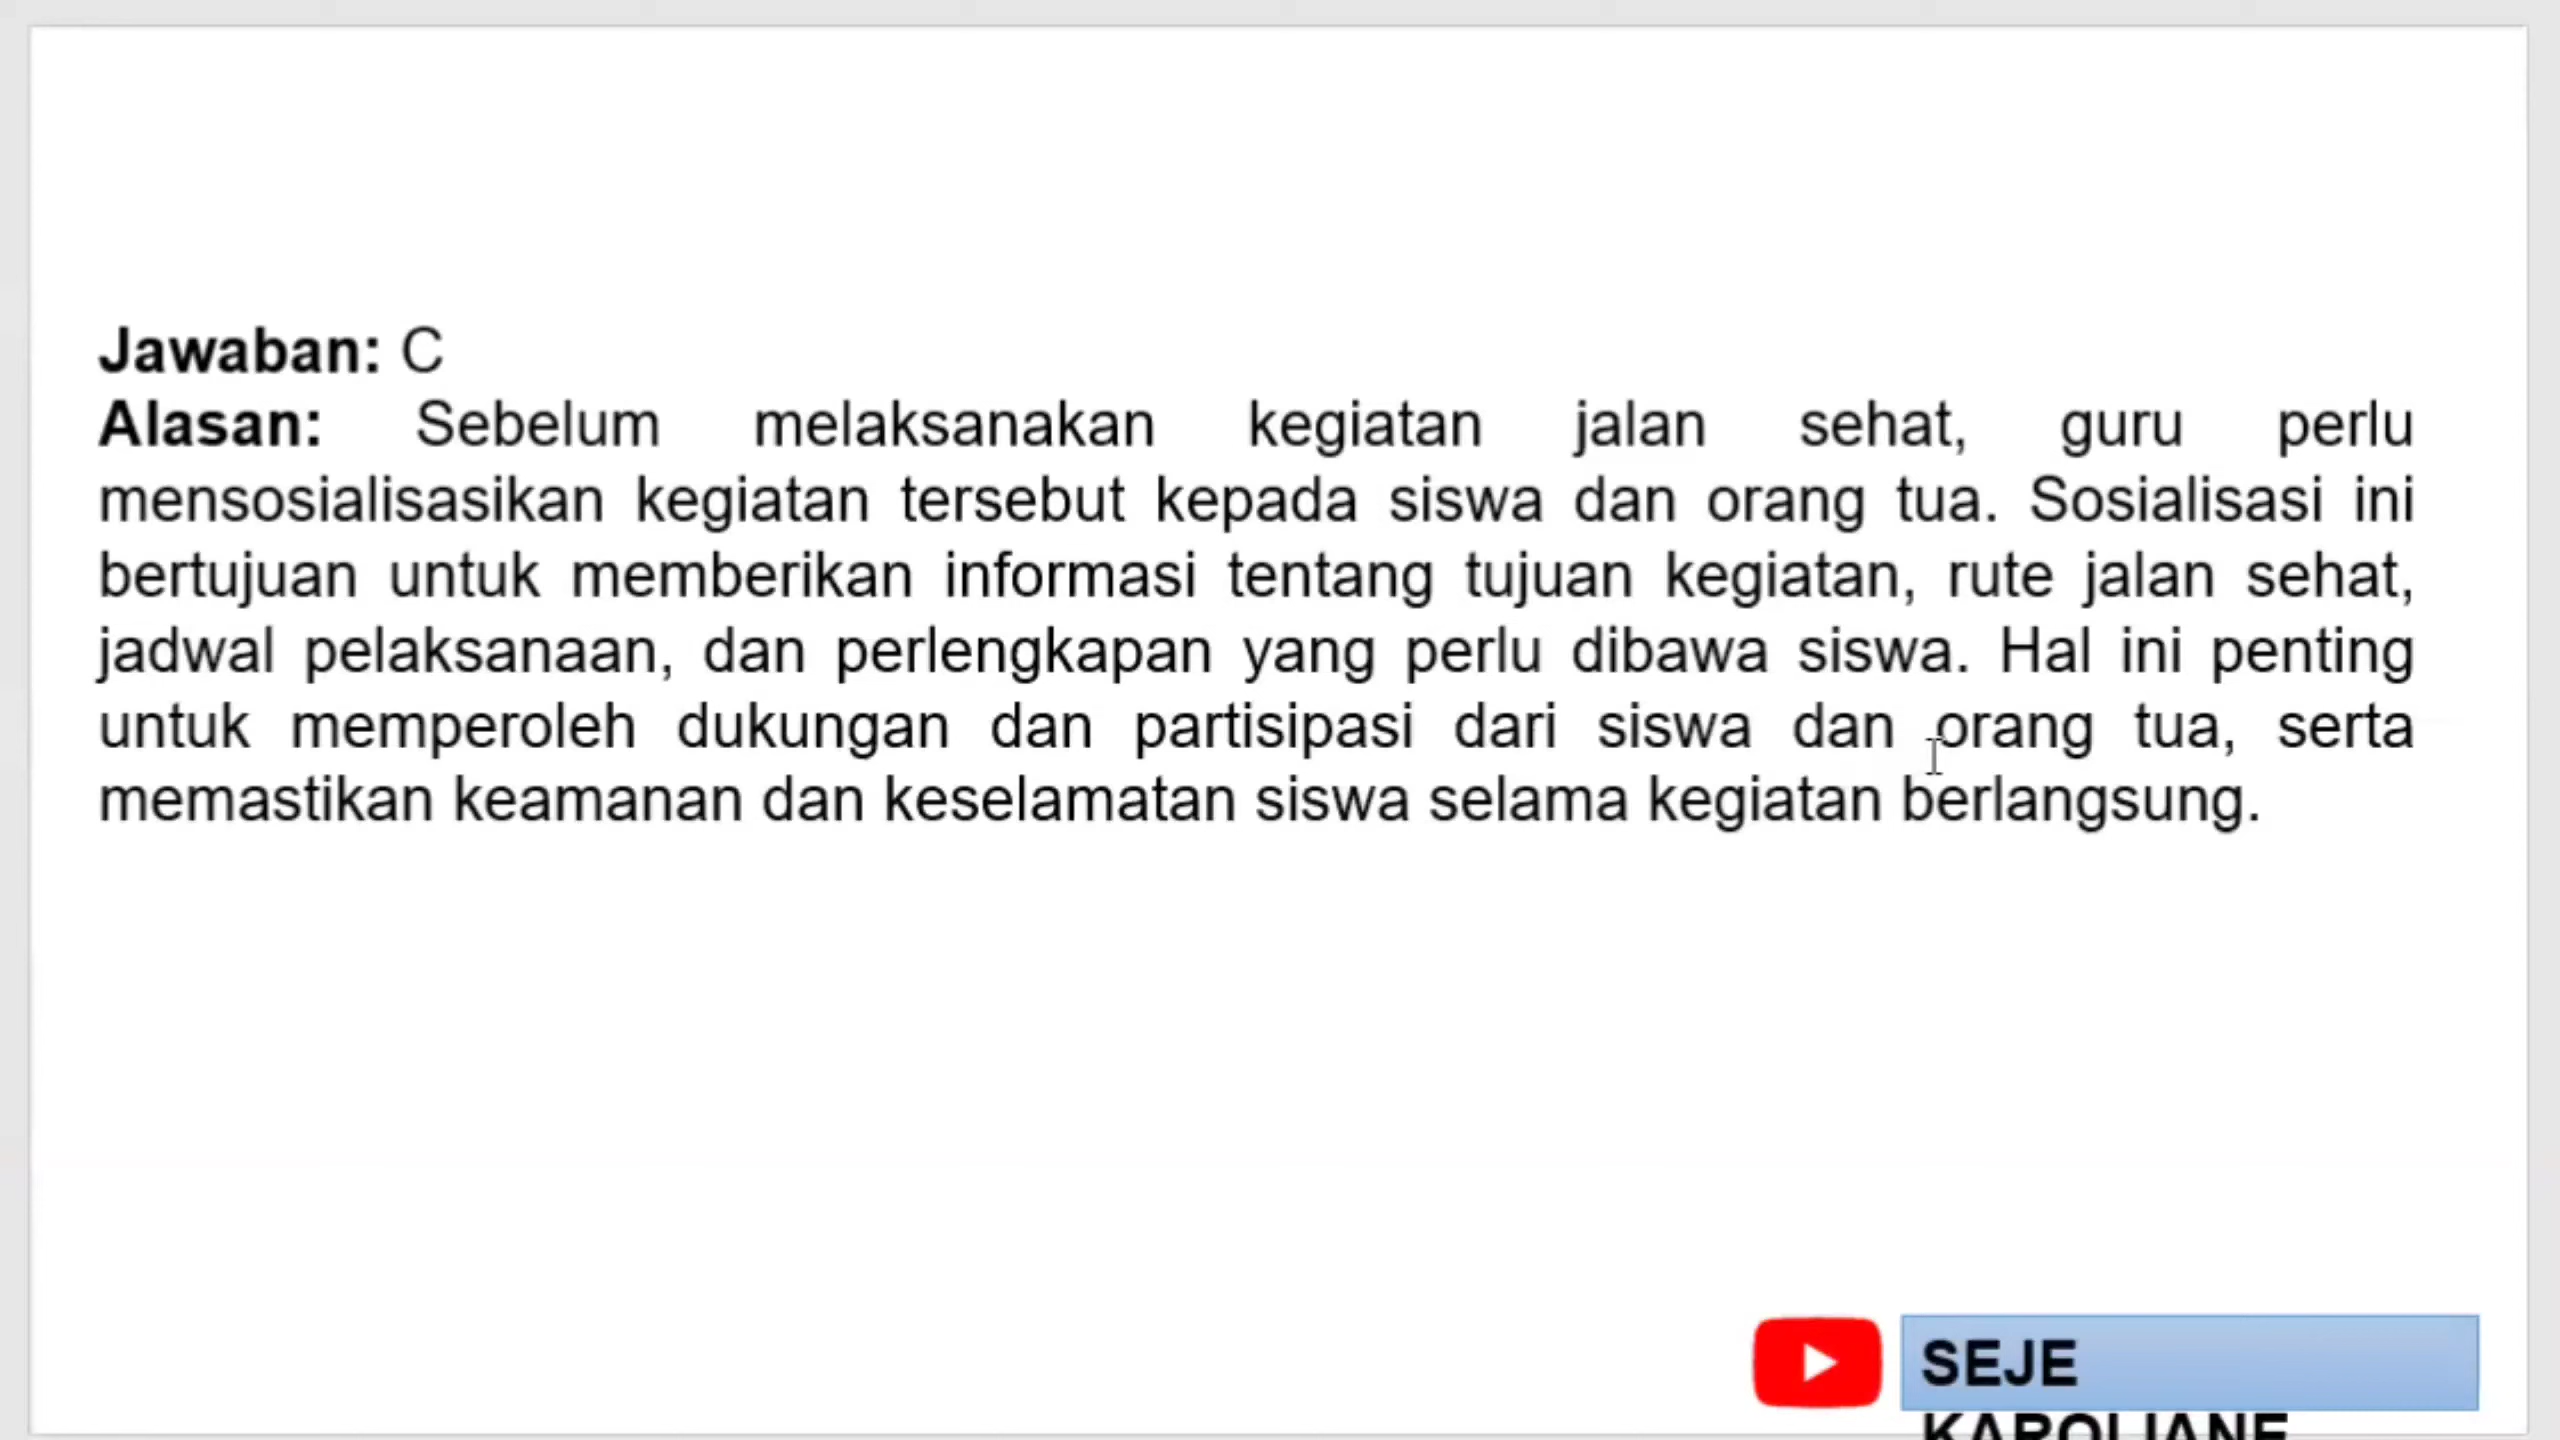 Jawaban: C
Alasan: Sebelum melaksanakan kegiatan jalan sehat, guru perlu
mensosialisasikan kegiatan tersebut kepada siswa dan orang tua. Sosialisasi ini
bertujuan untuk memberikan informasi tentang tujuan kegiatan, rute jalan sehat,
jadwal pelaksanaan, dan perlengkapan yang perlu dibawa siswa. Hal ini penting
untuk memperoleh dukungan dan partisipasi dari siswa dan orang tua, serta
memastikan keamanan dan keselamatan siswa selama kegiatan berlangsung.
SEJE